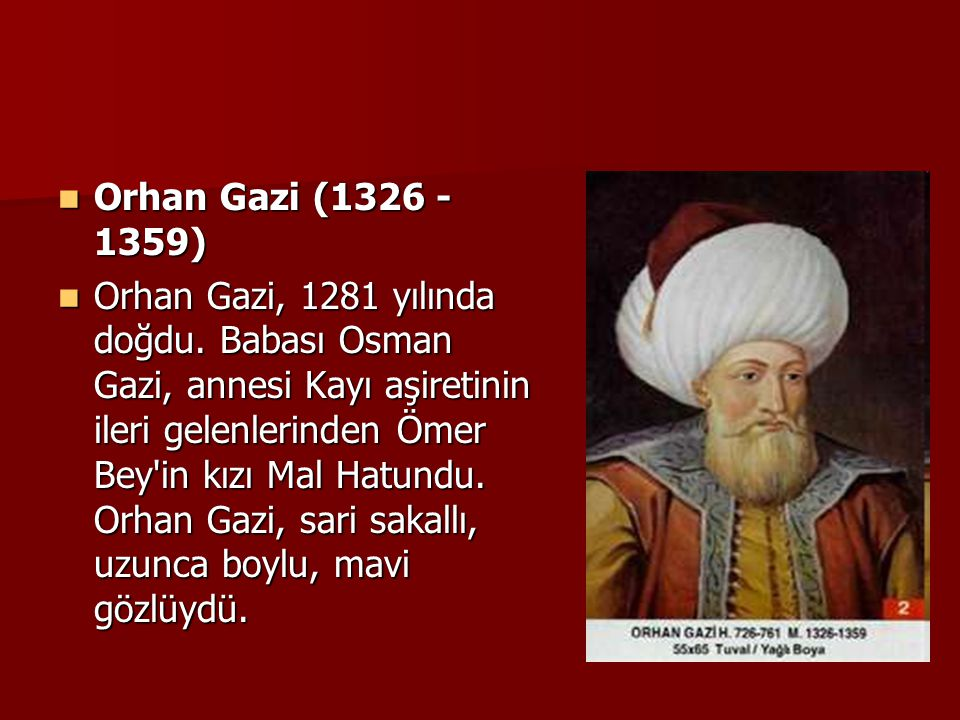 Orhan Gazi (1326 -
1359)
Orhan Gazi, 1281 yılında
doğdu. Babası Osman
Gazi, annesi Kayı aşiretinin
ileri gelenlerinden Ömer
Bey'in kızı Mal Hatundu.
Orhan Gazi, sari sakallı,
uzunca boylu, mavi
gözlüydü.
2
ORHAN GAZİ H. 726-761 M. 1326-1359
55x65 Tuval / Yağlı Boya